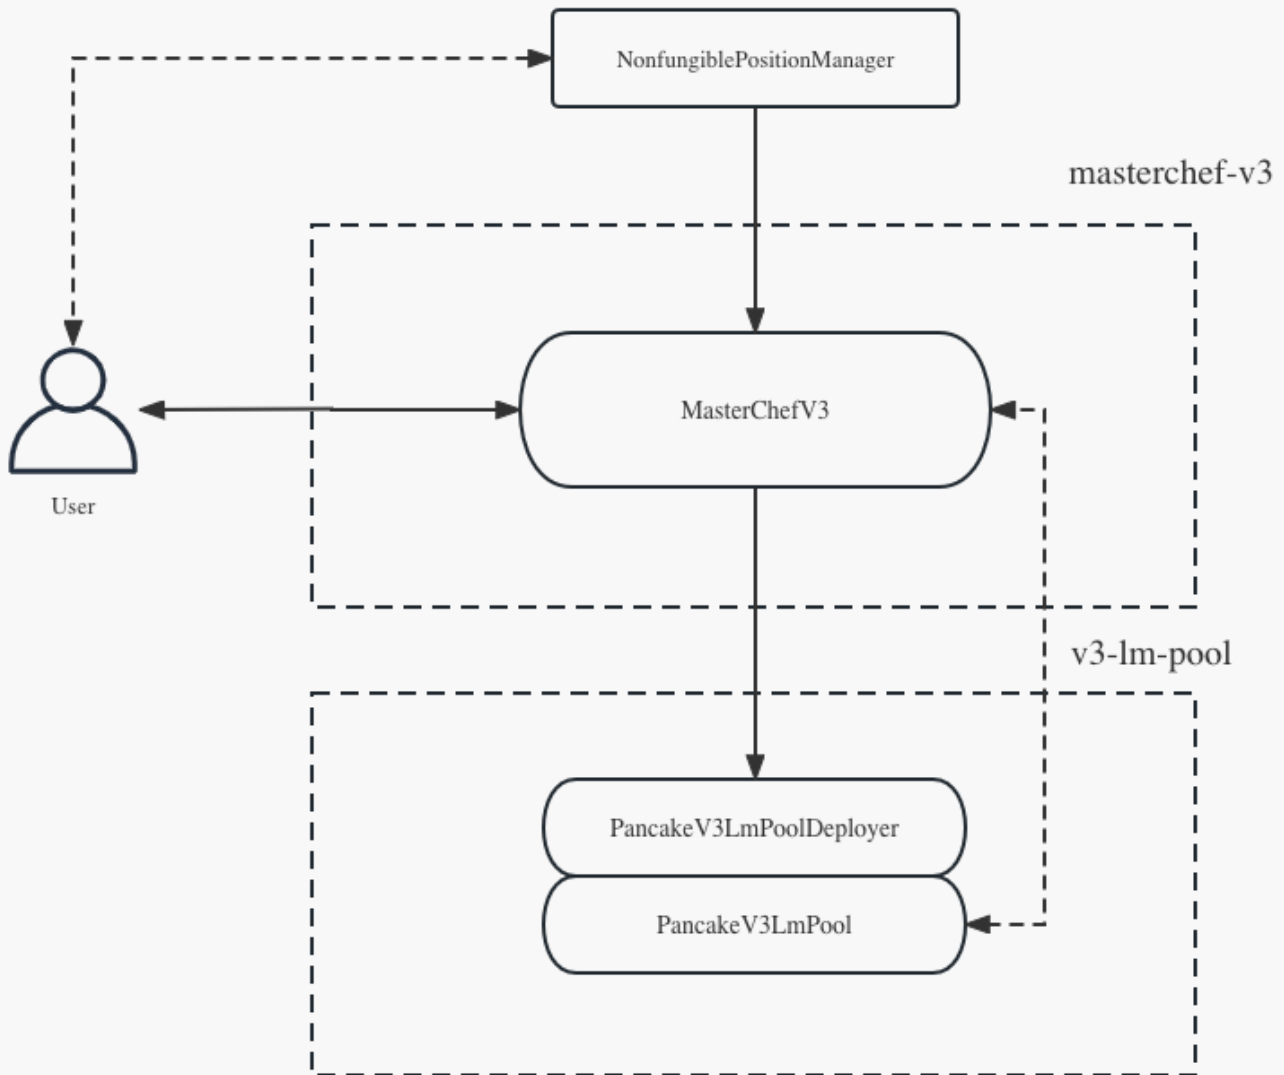 NonfungiblePositionManager
masterchef-v3
MasterChefV3
User
v3-lm-pool
PancakeV3LmPoolDeployer
PancakeV3LmPool